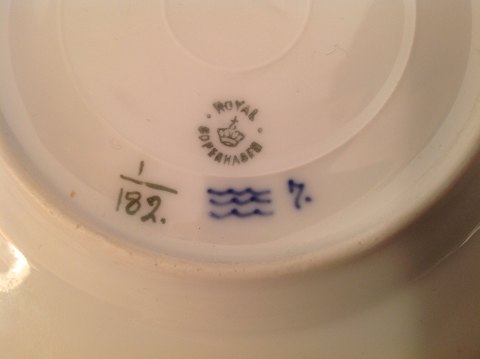 ROYAL
COPENHAGEN
1
182.
7.